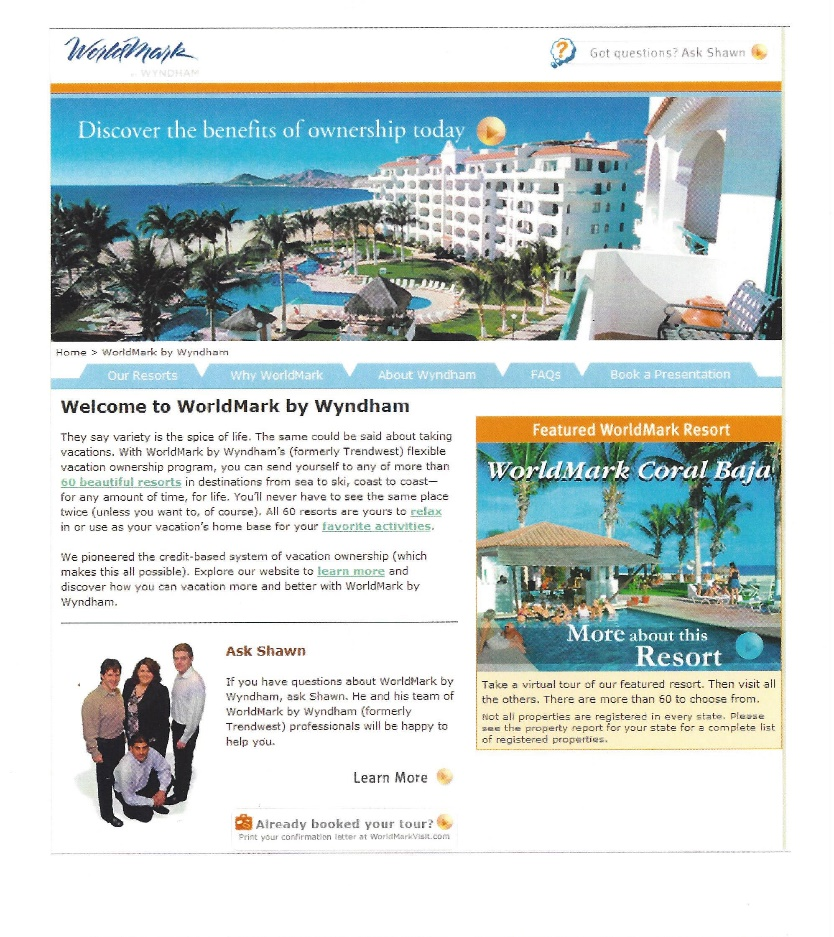 WorldMark
BY WYNDHAM
Got questions? Ask Shawn
Discover the benefits of ownership today
Home > WorldMark by Wyndham
Our Resorts
Why WorldMark
About Wyndham
FAQs
Book a Presentation
Welcome to WorldMark by Wyndham
They say variety is the spice of life. The same could be said about taking
vacations. With WorldMark by Wyndham's (formerly Trendwest) flexible
vacation ownership program, you can send yourself to any of more than
60 beautiful resorts in destinations from sea to ski, coast to coast—
for any amount of time, for life. You'll never have to see the same place
twice (unless you want to, of course). All 60 resorts are yours to relax
in or use as your vacation's home base for your favorite activities.
We pioneered the credit-based system of vacation ownership (which
makes this all possible). Explore our website to learn more and
discover how you can vacation more and better with WorldMark by
Wyndham.
Ask Shawn
If you have questions about WorldMark by
Wyndham, ask Shawn. He and his team of
WorldMark by Wyndham (formerly
Trendwest) professionals will be happy to
help you.
Learn More
Already booked your tour?
Print your confirmation letter at WorldMarkVisit.com
Featured WorldMark Resort
WorldMark Coral Baja
More about this
Resort
Take a virtual tour of our featured resort. Then visit all
the others. There are more than 60 to choose from.
Not all properties are registered in every state. Please
see the property report for your state for a complete list
of registered properties.